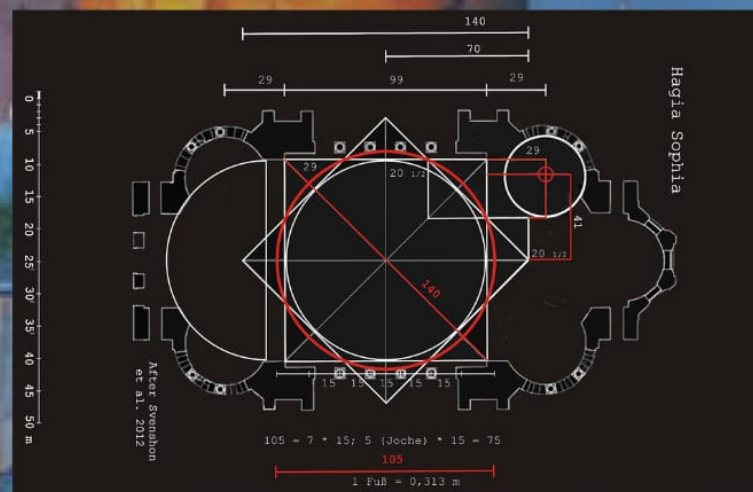 140
70
29 99 29
Hagia Sophia
0
5
10
15
20
25
30
35
40
45
50 m
29
20 1/2
29
41
20 1/2
140
After Svenshon
et al. 2012
15 15 15 15 15
105 = 7 * 15; 5 (Joche) * 15 = 75
105
1 Fuß = 0,313 m